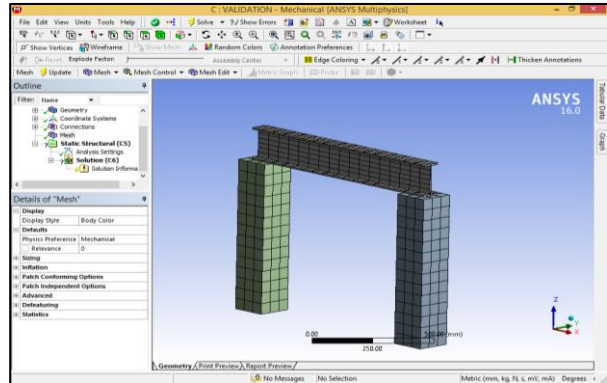 C : VALIDATION - Mechanical [ANSYS Multiphysics]
File Edit View Units Tools Help Solve ?/ Show Errors Worksheet
Show Vertices Wireframe Show Mesh Random Colors Annotation Preferences
Reset Explode Factor: Assembly Center Edge Coloring Thicken Annotations
Mesh Update Mesh Mesh Control Mesh Edit Metric Graph Probe
Outline
Filter: Name
Geometry
Coordinate Systems
Connections
Mesh
Static Structural (C5)
Analysis Settings
Solution (C6)
Solution Informa
Details of "Mesh"
Display
Display Style Body Color
Defaults
Physics Preference Mechanical
Relevance 0
Sizing
Inflation
Patch Conforming Options
Patch Independent Options
Advanced
Defeaturing
Statistics
ANSYS
16.0
Tabular Data
Graph
0.00
250.00
500.00 (mm)
Z
Y
X
Geometry Print Preview Report Preview
No Messages No Selection Metric (mm, kg, N, s, mV, mA) Degrees